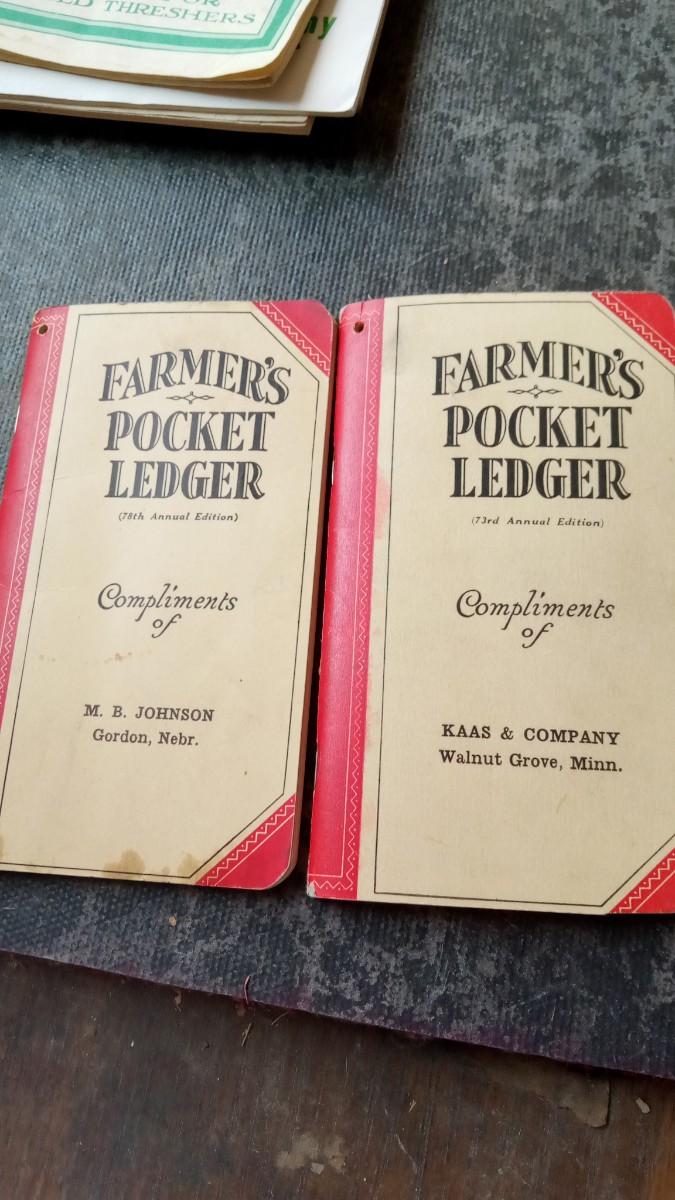 THRESHERS
FARMER'S
POCKET
LEDGER
(78th Annual Edition)
Compliments
of
M. B. JOHNSON
Gordon, Nebr.
FARMER'S
POCKET
LEDGER
(73rd Annual Edition)
Compliments
of
KAAS & COMPANY
Walnut Grove, Minn.